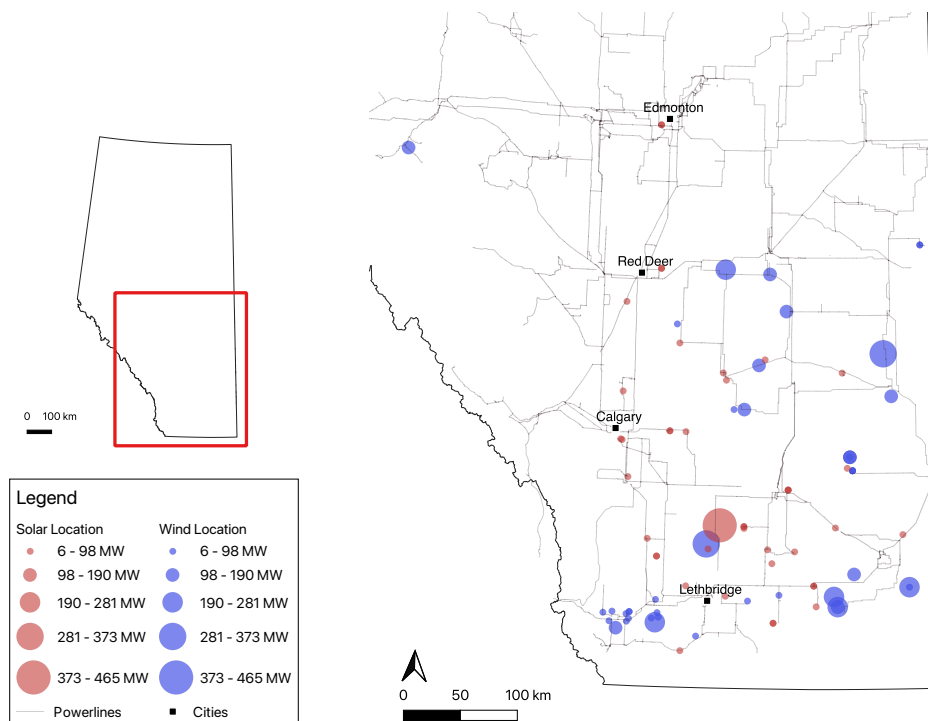 Edmonton
Red Deer
Calgary
Lethbridge
0 100 km
Legend
Solar Location Wind Location
6 - 98 MW 6 - 98 MW
98 - 190 MW 98 - 190 MW
190 - 281 MW 190 - 281 MW
281 - 373 MW 281 - 373 MW
373 - 465 MW 373 - 465 MW
Powerlines Cities
0 50 100 km